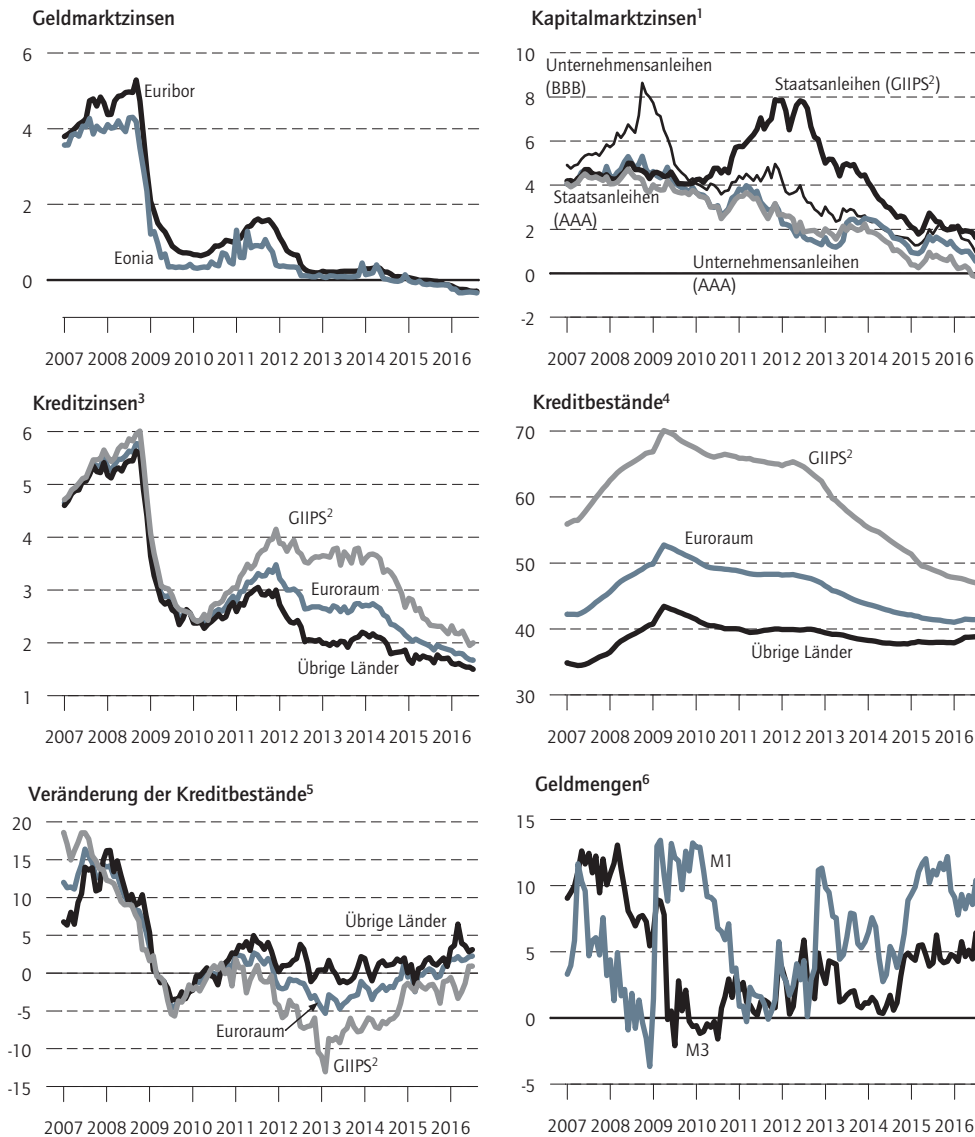 Geldmarktzinsen
6
4
2
0
Euribor
Eonia
2007 2008 2009 2010 2011 2012 2013 2014 2015 2016
Kapitalmarktzinsen¹
10
8
6
4
2
0
-2
Unternehmensanleihen
(BBB)
Staatsanleihen (GIIPS²)
Staatsanleihen
(AAA)
Unternehmensanleihen
(AAA)
2007 2008 2009 2010 2011 2012 2013 2014 2015 2016
Kreditzinsen³
6
5
4
3
2
1
GIIPS²
Euroraum
Übrige Länder
2007 2008 2009 2010 2011 2012 2013 2014 2015 2016
Kreditbestände⁴
70
60
50
40
30
GIIPS²
Euroraum
Übrige Länder
2007 2008 2009 2010 2011 2012 2013 2014 2015 2016
Veränderung der Kreditbestände⁵
20
15
10
5
0
-5
-10
-15
Übrige Länder
Euroraum
GIIPS²
2007 2008 2009 2010 2011 2012 2013 2014 2015 2016
Geldmengen⁶
15
10
5
0
-5
M1
M3
2007 2008 2009 2010 2011 2012 2013 2014 2015 2016